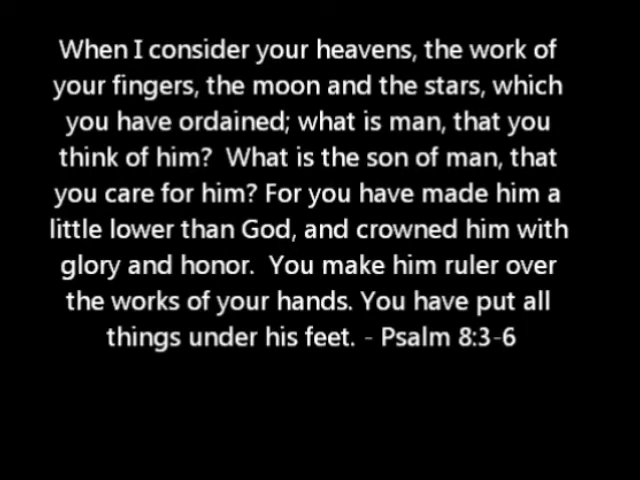 When I consider your heavens, the work of
your fingers, the moon and the stars, which
you have ordained; what is man, that you
think of him?  What is the son of man, that
you care for him? For you have made him a
little lower than God, and crowned him with
glory and honor.  You make him ruler over
the works of your hands. You have put all
things under his feet. - Psalm 8:3-6